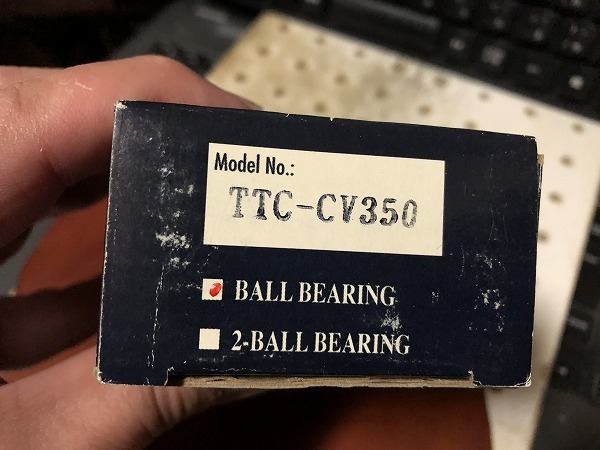 Model No.:
TTC-CV350
BALL BEARING
2-BALL BEARING